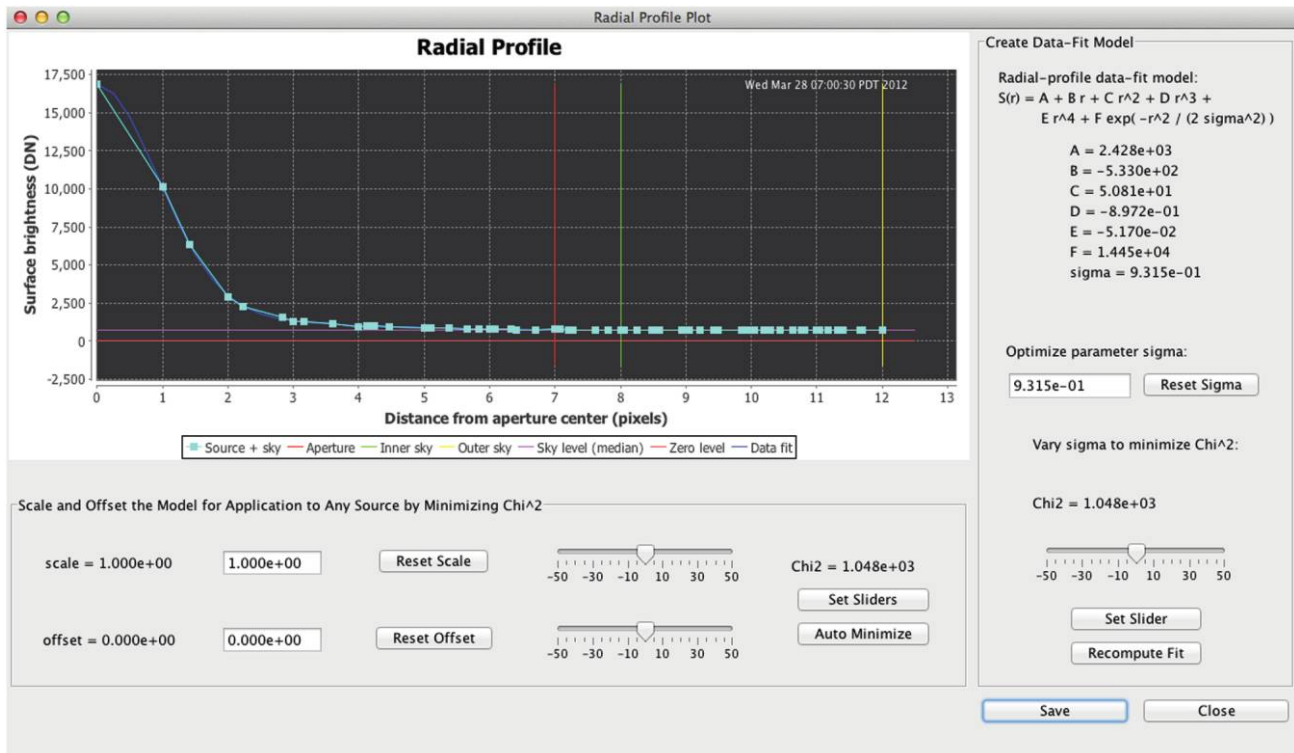 Radial Profile Plot
Radial Profile
17,500
15,000
12,500
10,000
7,500
5,000
2,500
0
-2,500
Surface brightness (DN)
Wed Mar 28 07:00:30 PDT 2012
0 1 2 3 4 5 6 7 8 9 10 11 12 13
Distance from aperture center (pixels)
Source + sky Aperture Inner sky Outer sky Sky level (median) Zero level Data fit
Scale and Offset the Model for Application to Any Source by Minimizing Chi^2
scale = 1.000e+00 1.000e+00 Reset Scale
-50 -30 -10 10 30 50
offset = 0.000e+00 0.000e+00 Reset Offset
-50 -30 -10 10 30 50
Chi2 = 1.048e+03
Set Sliders
Auto Minimize
Create Data-Fit Model
Radial-profile data-fit model:
S(r) = A + B r + C r^2 + D r^3 +
E r^4 + F exp( -r^2 / (2 sigma^2) )
A = 2.428e+03
B = -5.330e+02
C = 5.081e+01
D = -8.972e-01
E = -5.170e-02
F = 1.445e+04
sigma = 9.315e-01
Optimize parameter sigma:
9.315e-01 Reset Sigma
Vary sigma to minimize Chi^2:
Chi2 = 1.048e+03
-50 -30 -10 10 30 50
Set Slider
Recompute Fit
Save Close